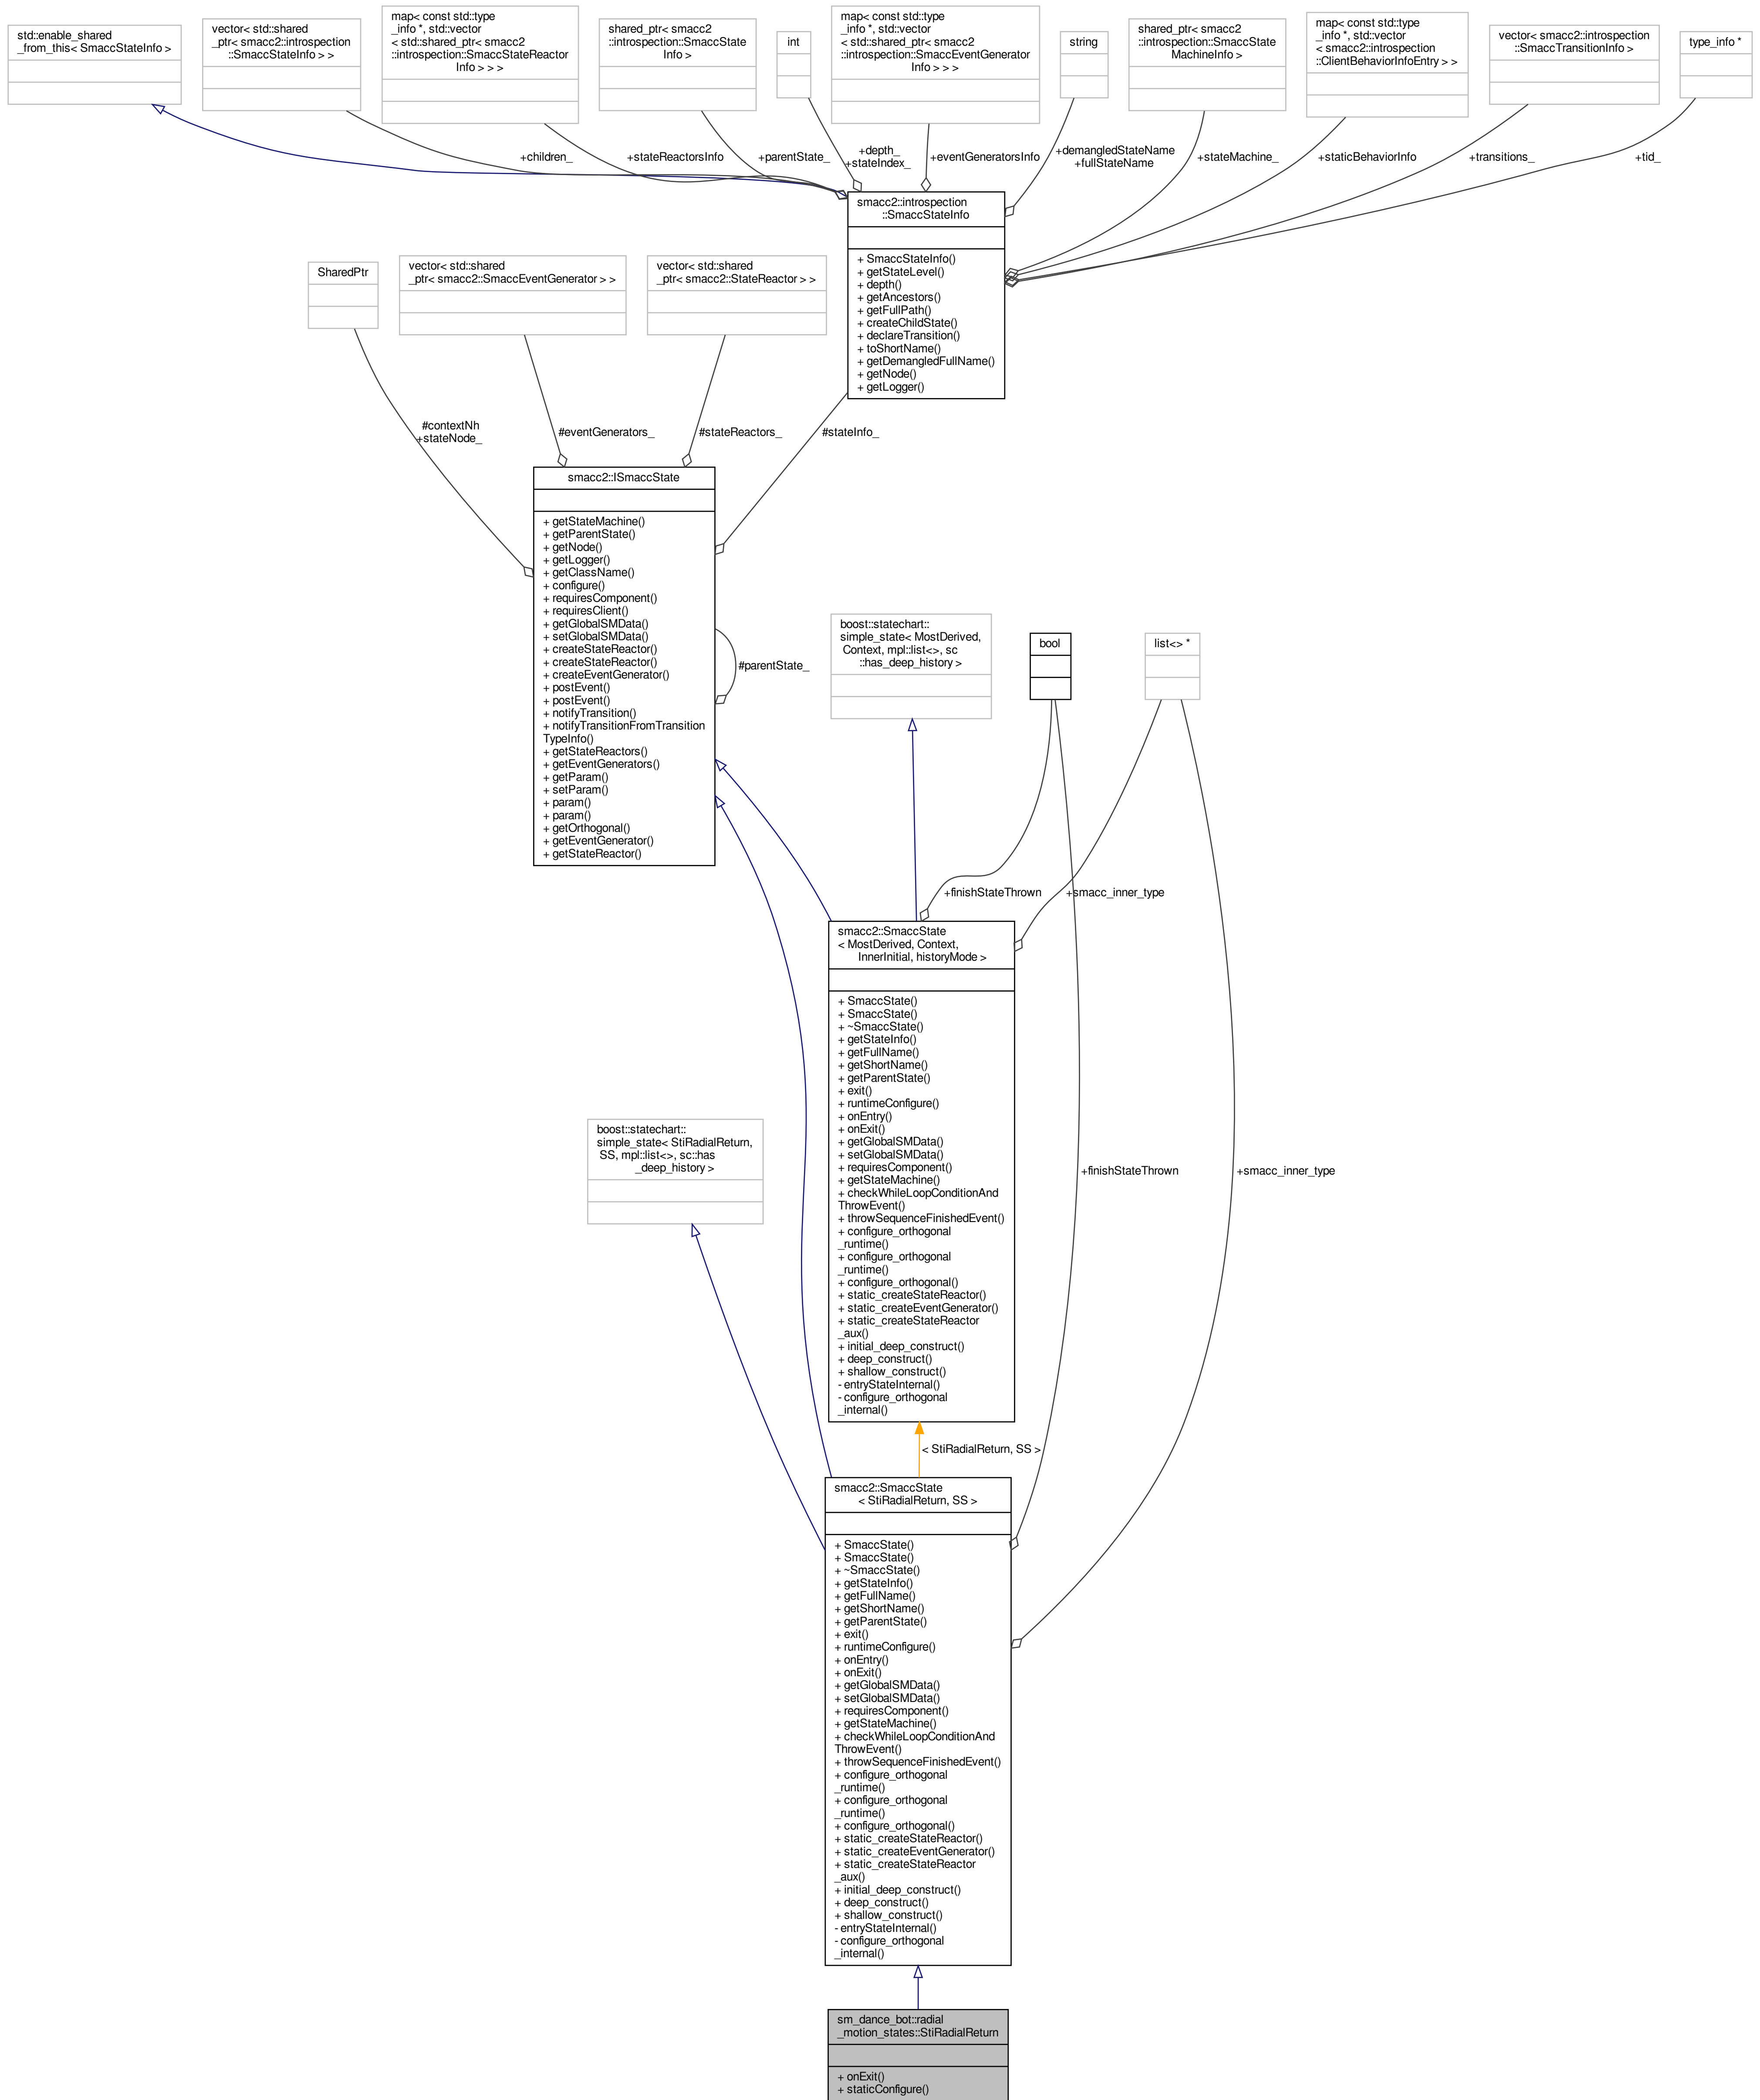 std::enable_shared
_from_this< SmaccStateInfo >
vector< std::shared
_ptr< smacc2::introspection
::SmaccStateInfo > >
map< const std::type
_info *, std::vector
< std::shared_ptr< smacc2
::introspection::SmaccStateReactor
Info > > >
shared_ptr< smacc2
::introspection::SmaccState
Info >
int
map< const std::type
_info *, std::vector
< std::shared_ptr< smacc2
::introspection::SmaccEventGenerator
Info > > >
string
shared_ptr< smacc2
::introspection::SmaccState
MachineInfo >
map< const std::type
_info *, std::vector
< smacc2::introspection
::ClientBehaviorInfoEntry > >
vector< smacc2::introspection
::SmaccTransitionInfo >
type_info *
+children_
+stateReactorsInfo
+parentState_
+depth_
+stateIndex_
+eventGeneratorsInfo
+demangledStateName
+fullStateName
+stateMachine_
+staticBehaviorInfo
+transitions_
+tid_
smacc2::introspection
::SmaccStateInfo
+ SmaccStateInfo()
+ getStateLevel()
+ depth()
+ getAncestors()
+ getFullPath()
+ createChildState()
+ declareTransition()
+ toShortName()
+ getDemangledFullName()
+ getNode()
+ getLogger()
SharedPtr
vector< std::shared
_ptr< smacc2::SmaccEventGenerator > >
vector< std::shared
_ptr< smacc2::StateReactor > >
#contextNh
+stateNode_
#eventGenerators_
#stateReactors_
#stateInfo_
smacc2::ISmaccState
+ getStateMachine()
+ getParentState()
+ getNode()
+ getLogger()
+ getClassName()
+ configure()
+ requiresComponent()
+ requiresClient()
+ getGlobalSMData()
+ setGlobalSMData()
+ createStateReactor()
+ createStateReactor()
+ createEventGenerator()
+ postEvent()
+ postEvent()
+ notifyTransition()
+ notifyTransitionFromTransition
TypeInfo()
+ getStateReactors()
+ getEventGenerators()
+ getParam()
+ setParam()
+ param()
+ param()
+ getOrthogonal()
+ getEventGenerator()
+ getStateReactor()
#parentState_
boost::statechart::
simple_state< MostDerived,
Context, mpl::list<>, sc
::has_deep_history >
bool
list<> *
+finishStateThrown
+smacc_inner_type
smacc2::SmaccState
< MostDerived, Context,
InnerInitial, historyMode >
+ SmaccState()
+ SmaccState()
+ ~SmaccState()
+ getStateInfo()
+ getFullName()
+ getShortName()
+ getParentState()
+ exit()
+ runtimeConfigure()
+ onEntry()
+ onExit()
+ getGlobalSMData()
+ setGlobalSMData()
+ requiresComponent()
+ getStateMachine()
+ checkWhileLoopConditionAnd
ThrowEvent()
+ throwSequenceFinishedEvent()
+ configure_orthogonal
_runtime()
+ configure_orthogonal
_runtime()
+ configure_orthogonal()
+ static_createStateReactor()
+ static_createEventGenerator()
+ static_createStateReactor
_aux()
+ initial_deep_construct()
+ deep_construct()
+ shallow_construct()
- entryStateInternal()
- configure_orthogonal
_internal()
boost::statechart::
simple_state< StiRadialReturn,
SS, mpl::list<>, sc::has
_deep_history >
+finishStateThrown
+smacc_inner_type
< StiRadialReturn, SS >
smacc2::SmaccState
< StiRadialReturn, SS >
+ SmaccState()
+ SmaccState()
+ ~SmaccState()
+ getStateInfo()
+ getFullName()
+ getShortName()
+ getParentState()
+ exit()
+ runtimeConfigure()
+ onEntry()
+ onExit()
+ getGlobalSMData()
+ setGlobalSMData()
+ requiresComponent()
+ getStateMachine()
+ checkWhileLoopConditionAnd
ThrowEvent()
+ throwSequenceFinishedEvent()
+ configure_orthogonal
_runtime()
+ configure_orthogonal
_runtime()
+ configure_orthogonal()
+ static_createStateReactor()
+ static_createEventGenerator()
+ static_createStateReactor
_aux()
+ initial_deep_construct()
+ deep_construct()
+ shallow_construct()
- entryStateInternal()
- configure_orthogonal
_internal()
sm_dance_bot::radial
_motion_states::StiRadialReturn
+ onExit()
+ staticConfigure()